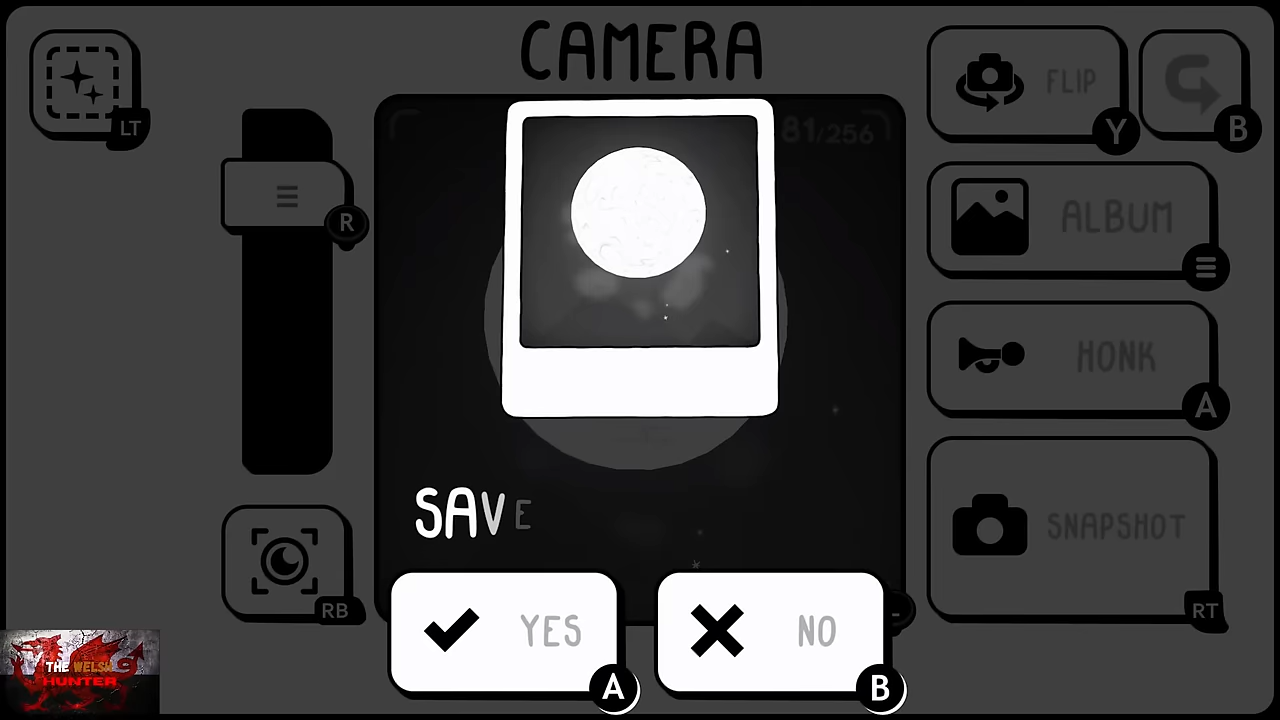 CAMERA
LT
FLIP
Y
B
81/256
R
ALBUM
HONK
A
SAVE
SNAPSHOT
RB
RT
YES
A
NO
B
THE WELSH
HUNTER